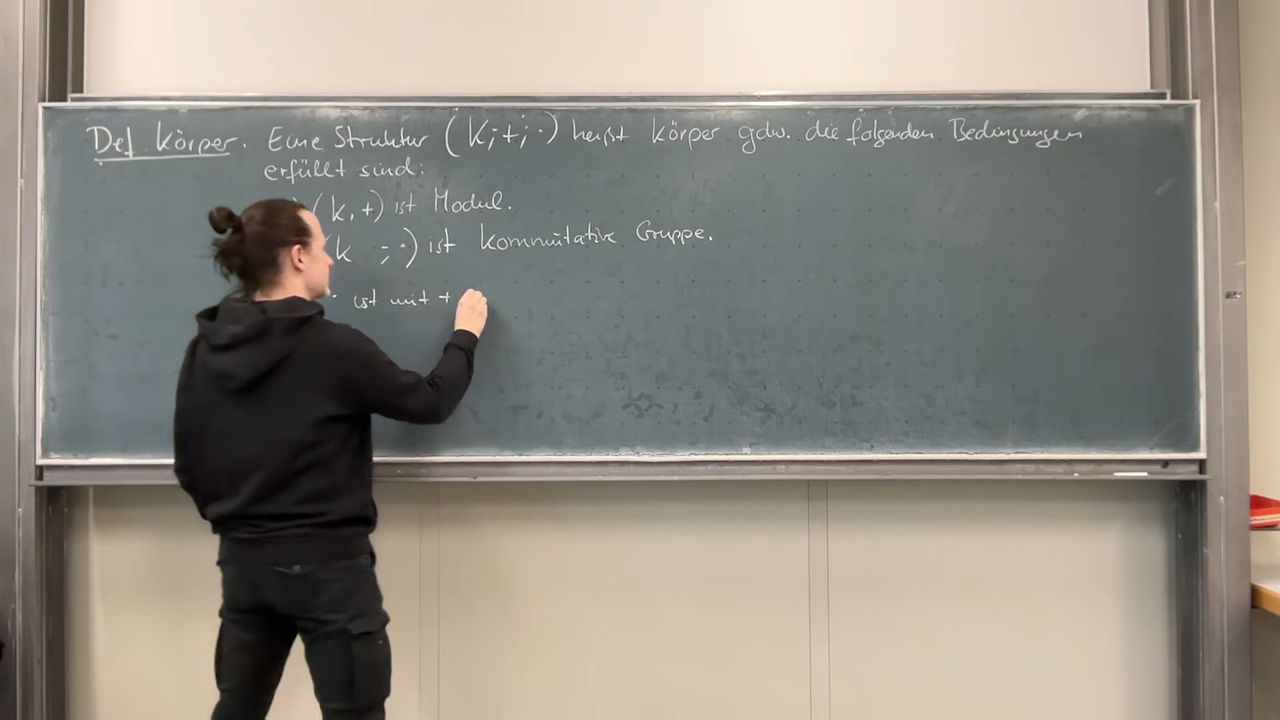 Def Körper. Eine Struktur (K;+;·) heißt Körper gdw. die folgenden Bedingungen
erfüllt sind:
(K,+) ist Modul.
K ;·) ist kommutative Gruppe.
· ist mit +